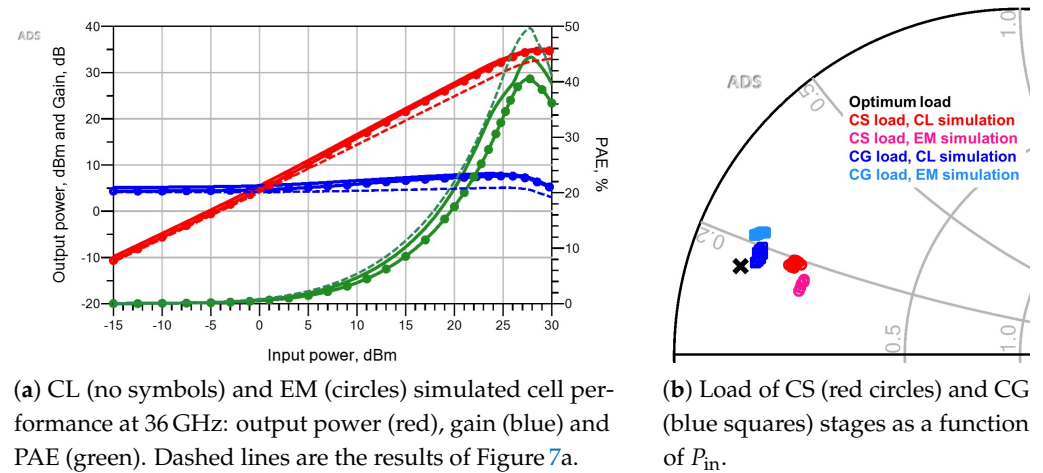 ADS
Output power, dBm and Gain, dB
40
30
20
10
0
-10
-20
50
40
30
20
10
0
PAE, %
-15
-10
-5
0
5
10
15
20
25
30
Input power, dBm
ADS
1.0
0.5
0.2
0.5
1.0
Optimum load
CS load, CL simulation
CS load, EM simulation
CG load, CL simulation
CG load, EM simulation
(a) CL (no symbols) and EM (circles) simulated cell per-
formance at 36 GHz: output power (red), gain (blue) and
PAE (green). Dashed lines are the results of Figure 7a.
(b) Load of CS (red circles) and CG
(blue squares) stages as a function
of Pin.